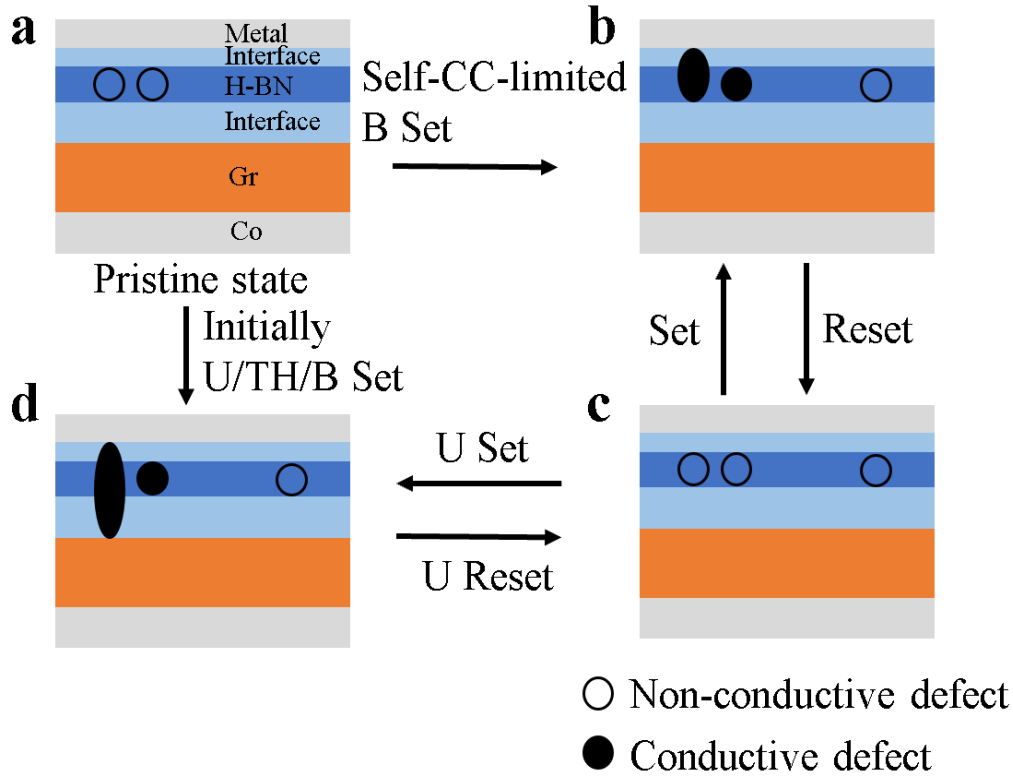 a
Metal
Interface
H-BN
Interface
Gr
Co
Pristine state
Self-CC-limited
B Set
b
Initially
U/TH/B Set
Set
Reset
d
U Set
U Reset
c
Non-conductive defect
Conductive defect